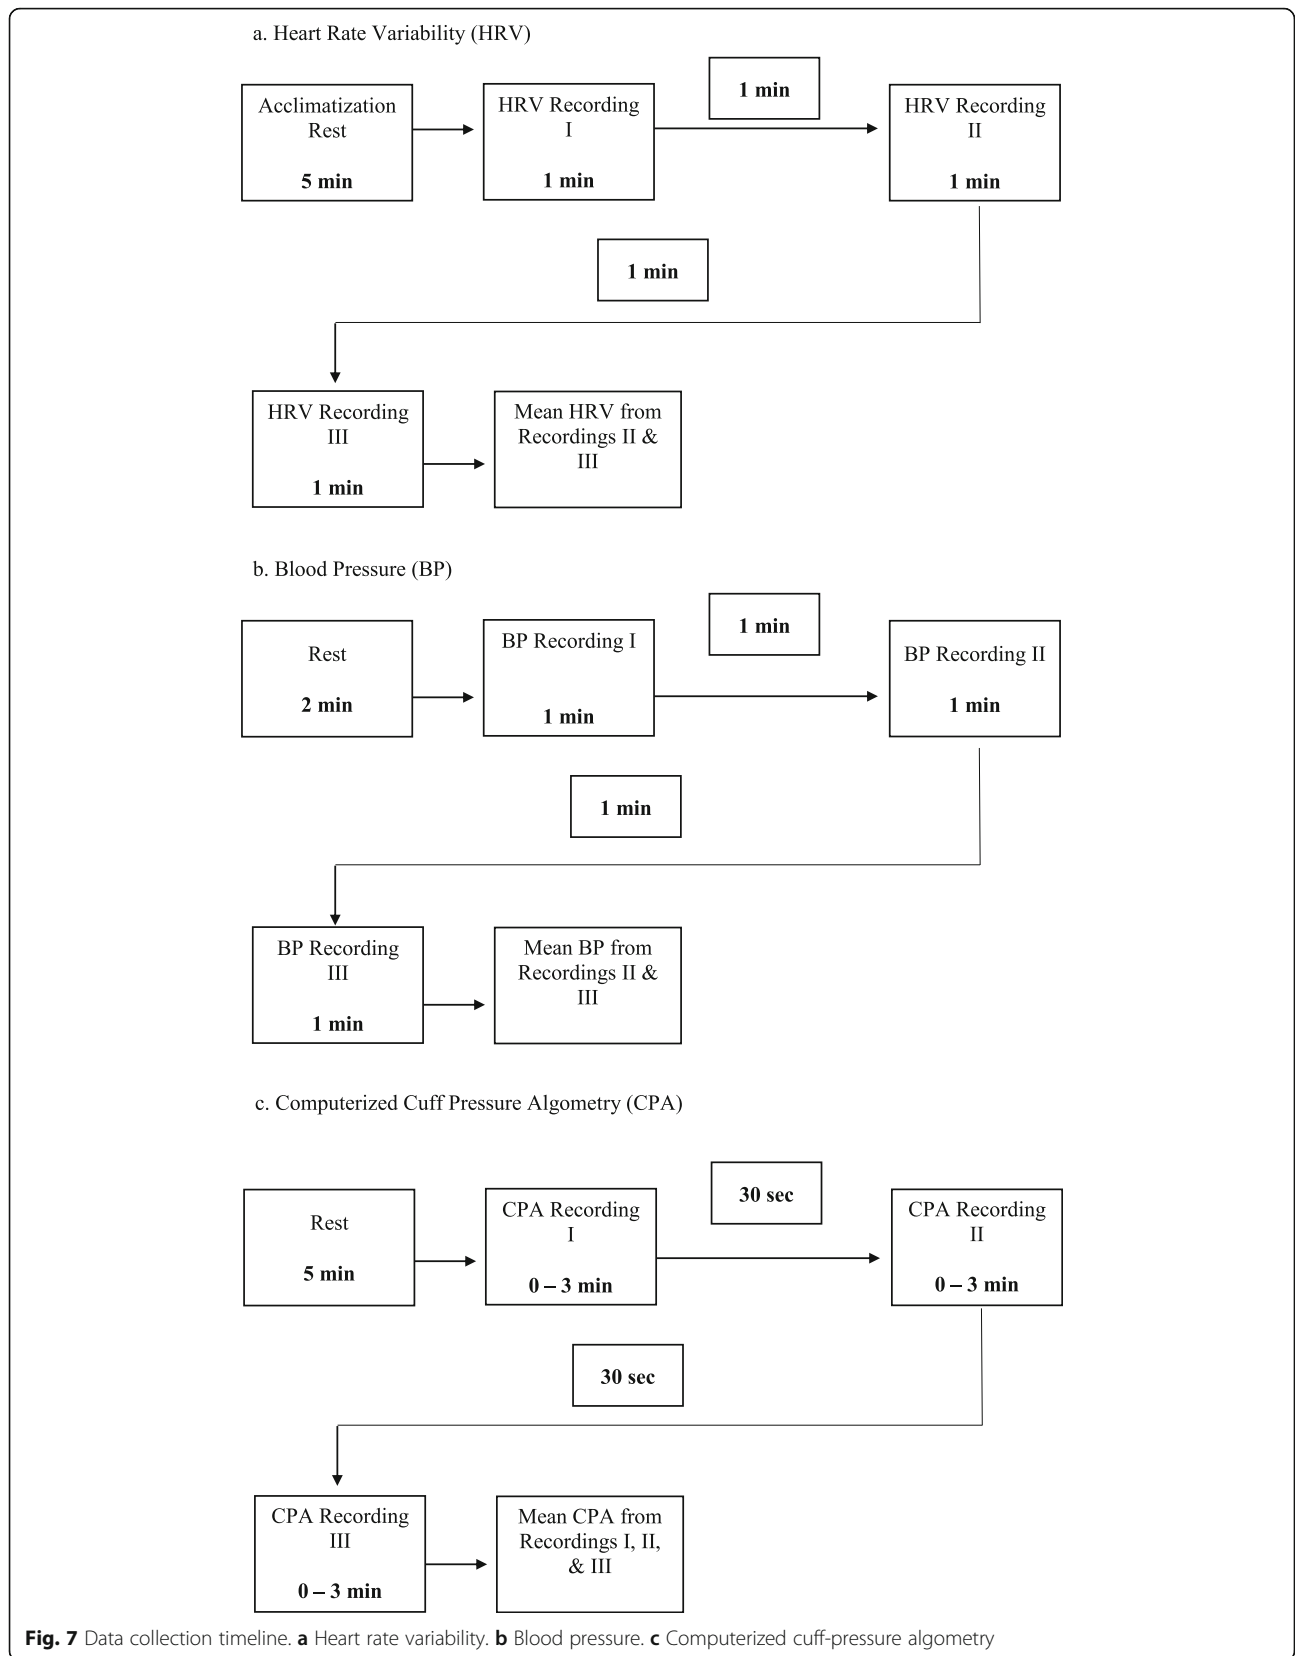 a. Heart Rate Variability (HRV)
Acclimatization
Rest
5 min
HRV Recording
I
1 min
1 min
HRV Recording
II
1 min
1 min
HRV Recording
III
1 min
Mean HRV from
Recordings II &
III
b. Blood Pressure (BP)
Rest
2 min
BP Recording I
1 min
1 min
BP Recording II
1 min
1 min
BP Recording
III
1 min
Mean BP from
Recordings II &
III
c. Computerized Cuff Pressure Algometry (CPA)
Rest
5 min
CPA Recording
I
0 – 3 min
30 sec
CPA Recording
II
0 – 3 min
30 sec
CPA Recording
III
0 – 3 min
Mean CPA from
Recordings I, II,
& III
Fig. 7 Data collection timeline. a Heart rate variability. b Blood pressure. c Computerized cuff-pressure algometry